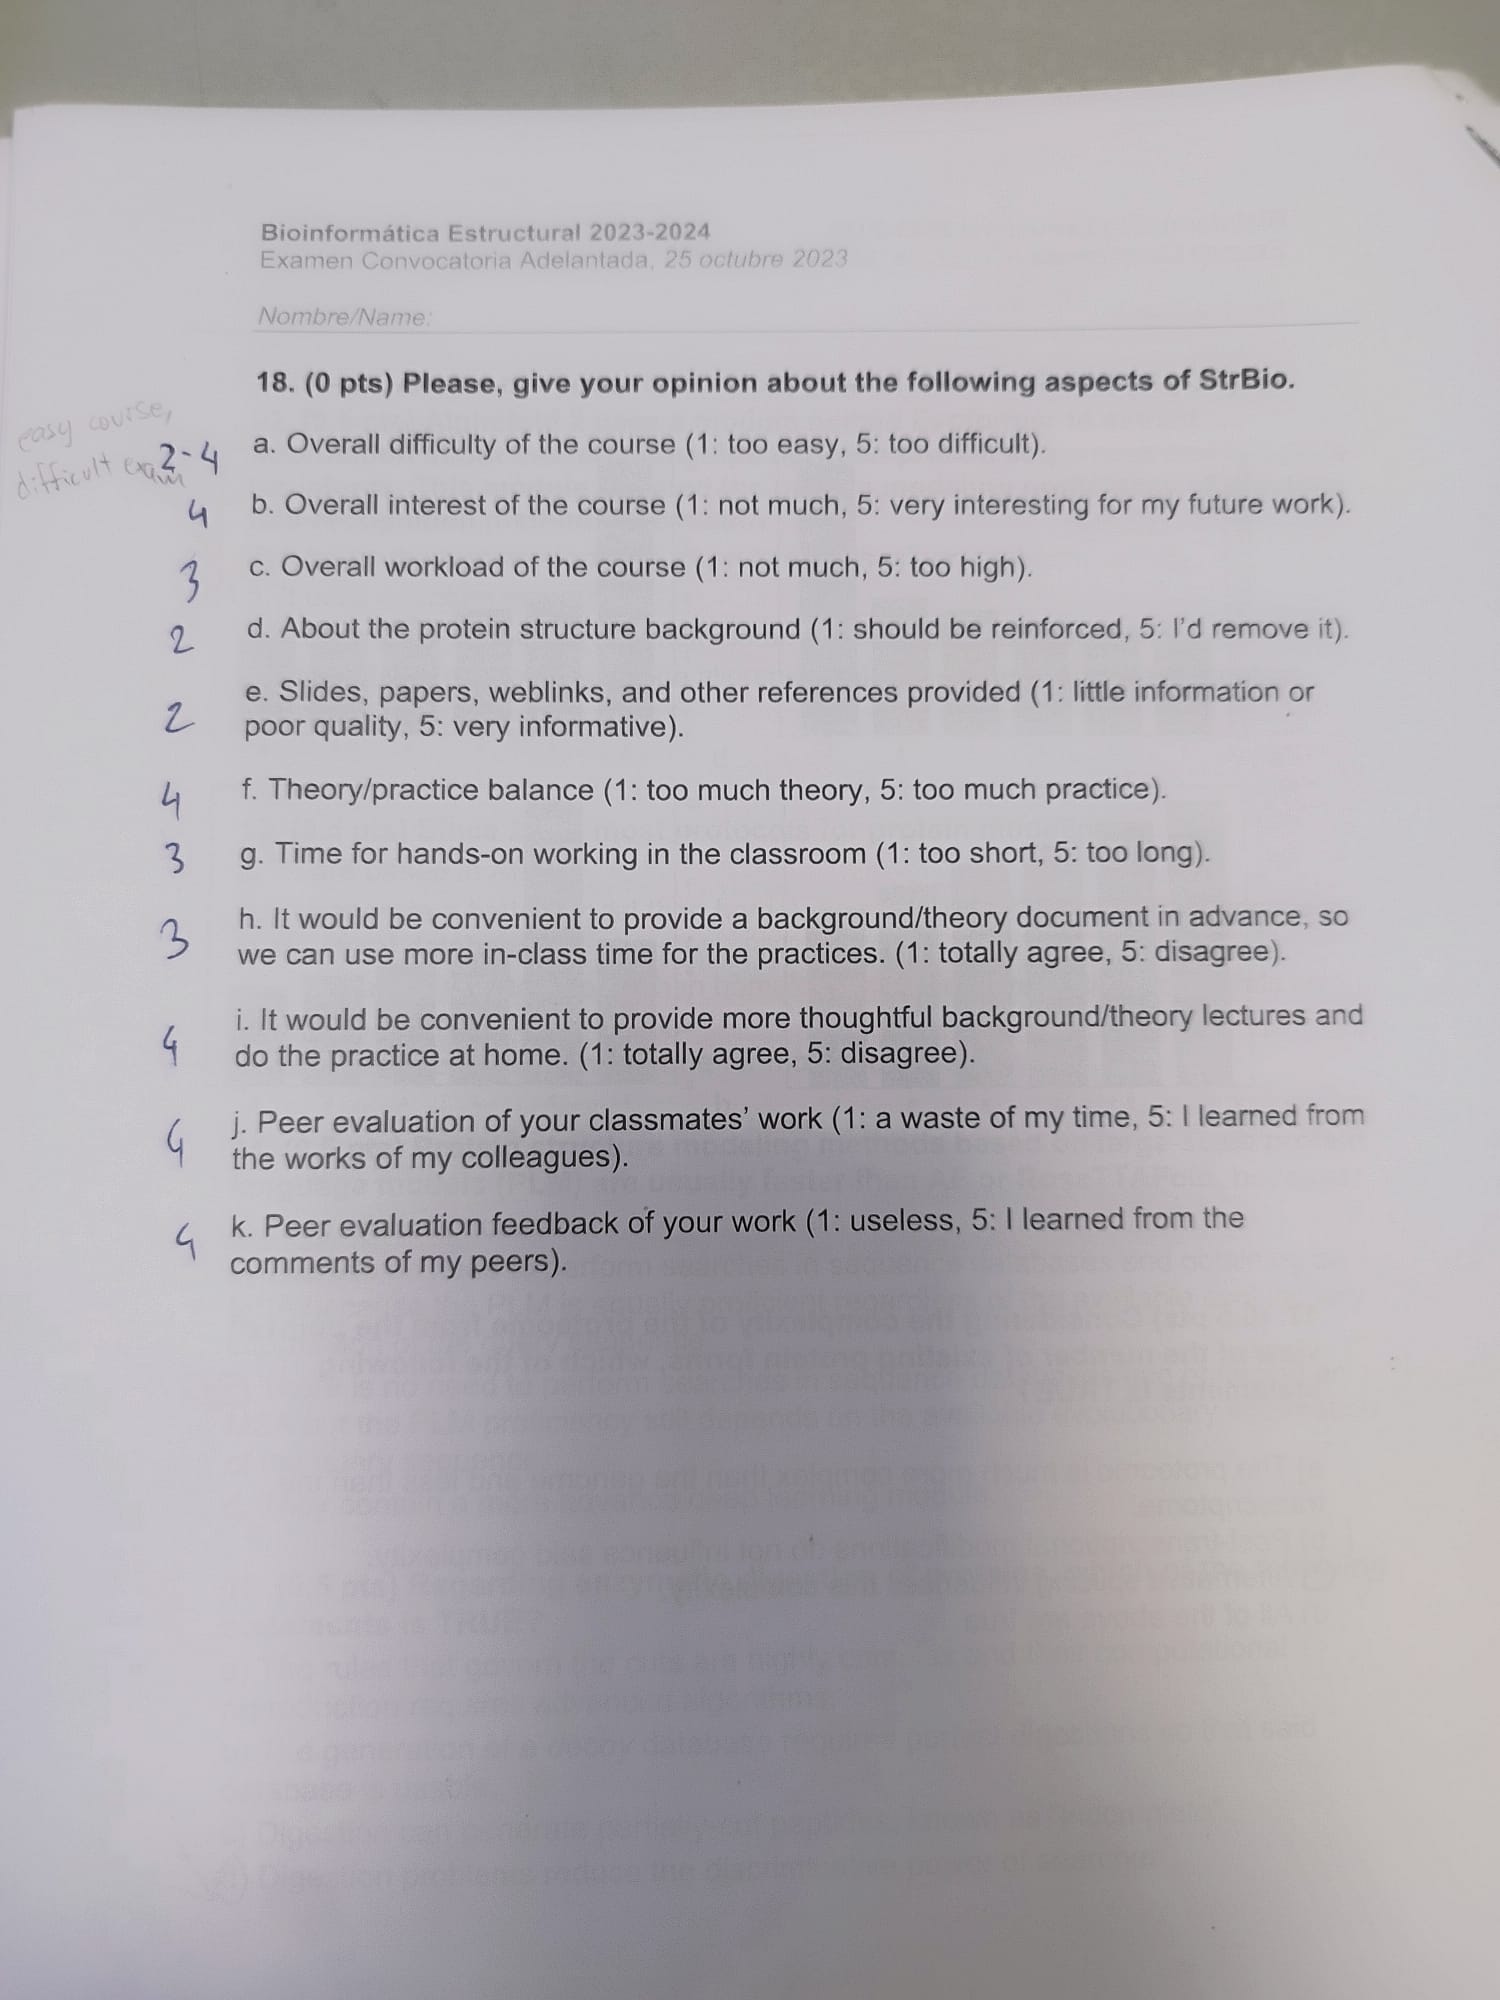 Bioinformática Estructural 2023-2024
Examen Convocatoria Adelantada, 25 octubre 2023
Nombre/Name:
18. (0 pts) Please, give your opinion about the following aspects of StrBio.
easy course,
difficult exam
2-4 a. Overall difficulty of the course (1: too easy, 5: too difficult).
4 b. Overall interest of the course (1: not much, 5: very interesting for my future work).
3 c. Overall workload of the course (1: not much, 5: too high).
2 d. About the protein structure background (1: should be reinforced, 5: I'd remove it).
e. Slides, papers, weblinks, and other references provided (1: little information or
2 poor quality, 5: very informative).
4 f. Theory/practice balance (1: too much theory, 5: too much practice).
3 g. Time for hands-on working in the classroom (1: too short, 5: too long).
3 h. It would be convenient to provide a background/theory document in advance, so
we can use more in-class time for the practices. (1: totally agree, 5: disagree).
i. It would be convenient to provide more thoughtful background/theory lectures and
4 do the practice at home. (1: totally agree, 5: disagree).
4 j. Peer evaluation of your classmates' work (1: a waste of my time, 5: I learned from
the works of my colleagues).
4 k. Peer evaluation feedback of your work (1: useless, 5: I learned from the
comments of my peers).